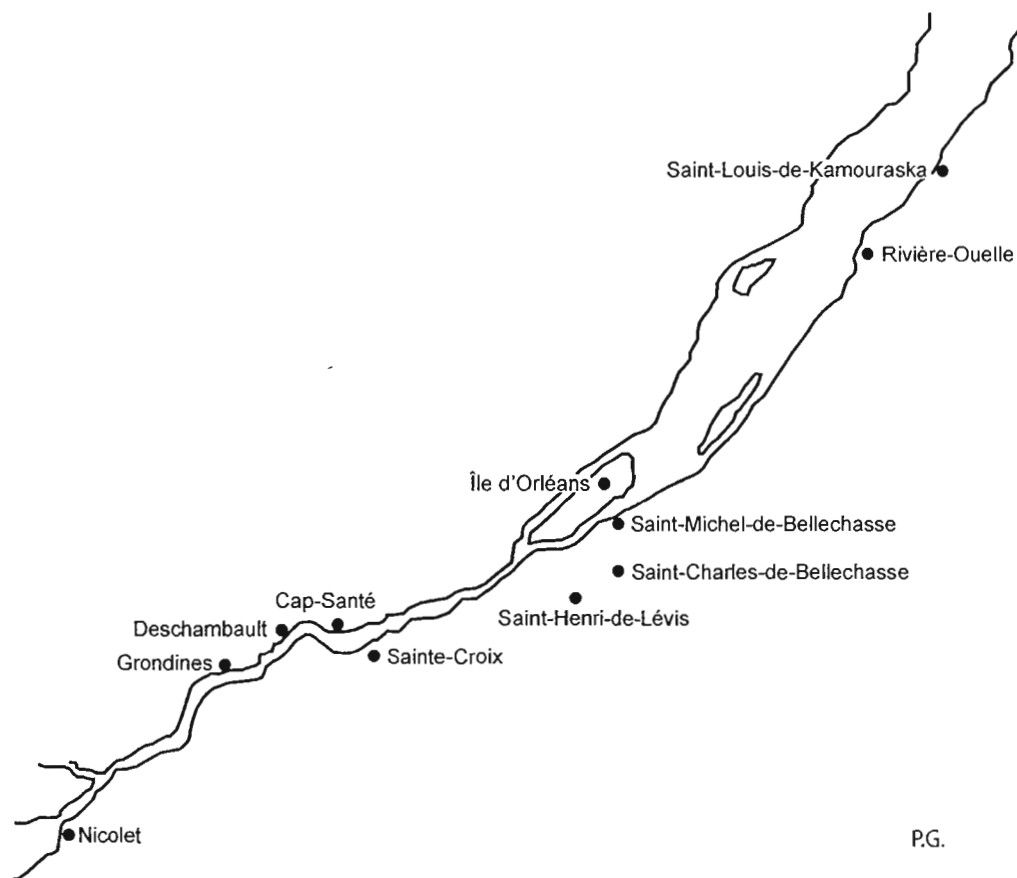 Saint-Louis-de-Kamouraska
Rivière-Ouelle
Île d'Orléans
Saint-Michel-de-Bellechasse
Saint-Charles-de-Bellechasse
Cap-Santé
Saint-Henri-de-Lévis
Deschambault
Sainte-Croix
Grondines
Nicolet
P.G.